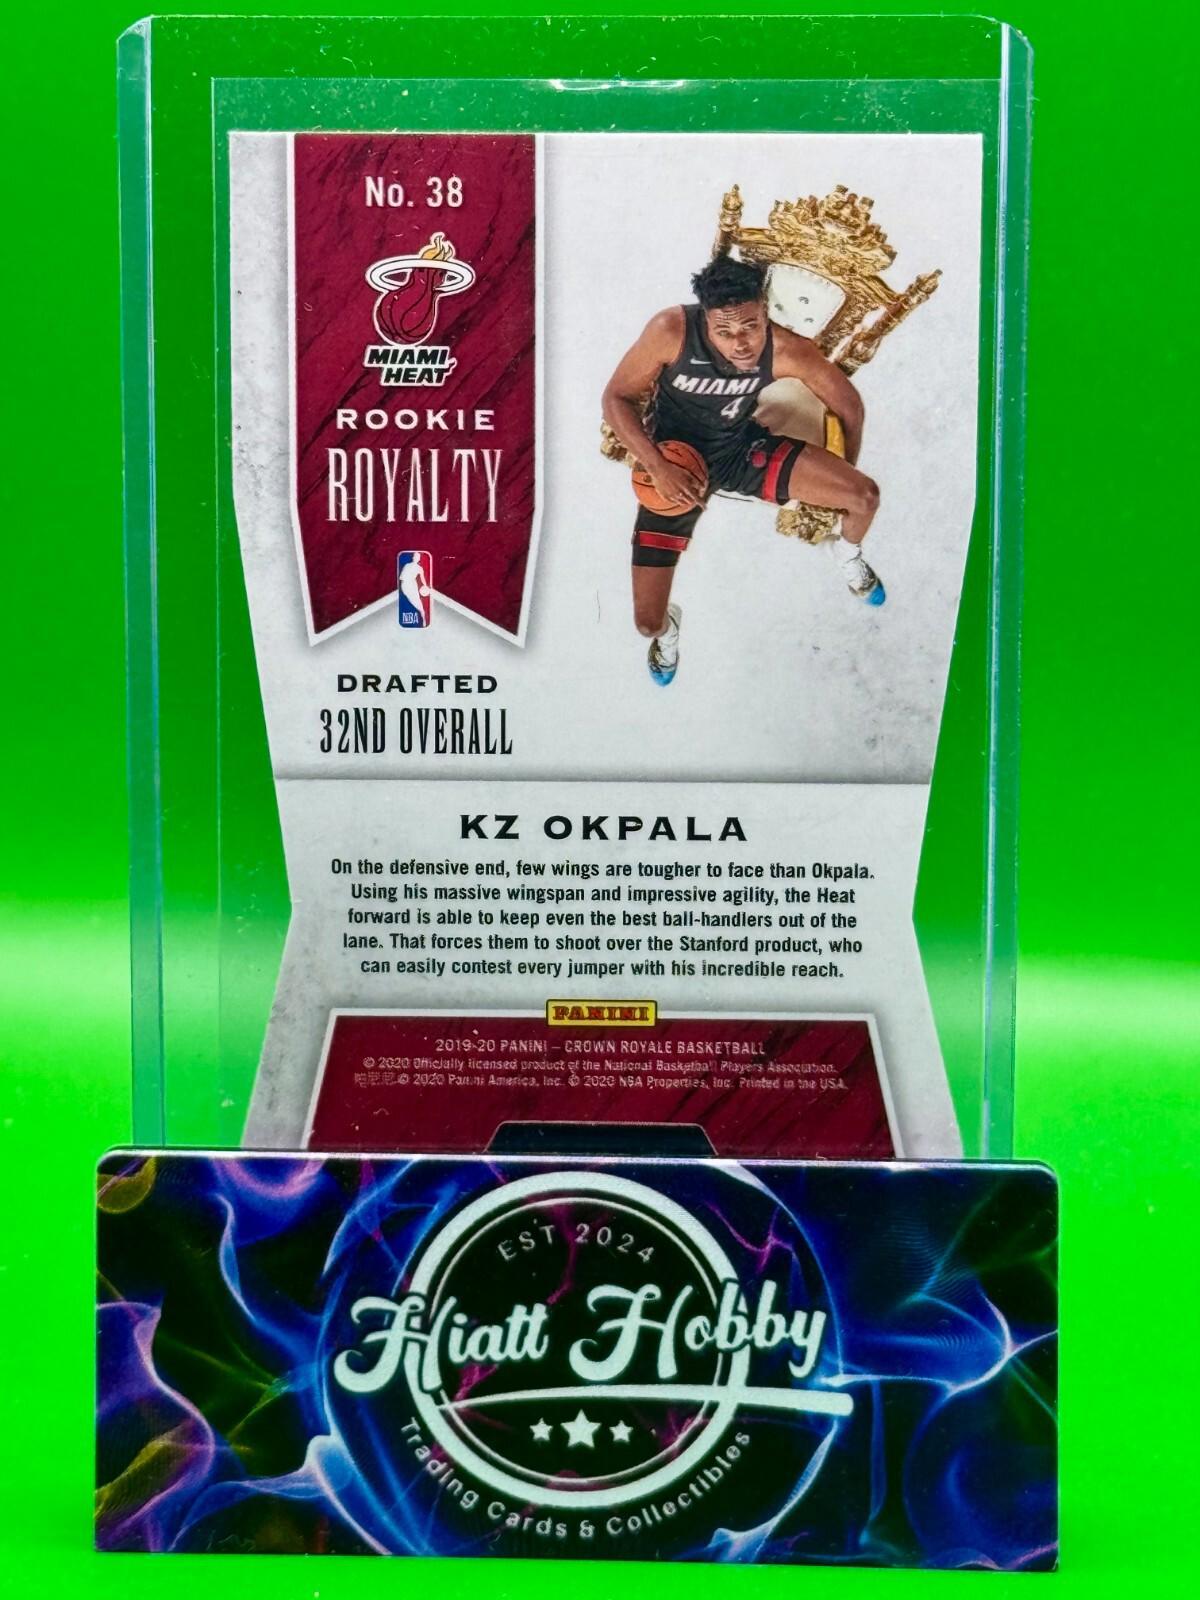 No. 38
MIAMI
HEAT
ROOKIE
ROYALTY
NBA
MIAMI
4
DRAFTED
32ND OVERALL
KZ OKPALA
On the defensive end, few wings are tougher to face than Okpala.
Using his massive wingspan and impressive agility, the Heat
forward is able to keep even the best ball-handlers out of the
lane. That forces them to shoot over the Stanford product, who
can easily contest every jumper with his incredible reach.
PANINI
2019-20 PANINI – CROWN ROYALE BASKETBALL
© 2020 Officially licensed product of the National Basketball Players Association.
© 2020 Panini America, Inc. © 2020 NBA Properties, Inc. Printed in the USA.
EST 2024
Hiatt Hobby
Trading Cards & Collectibles